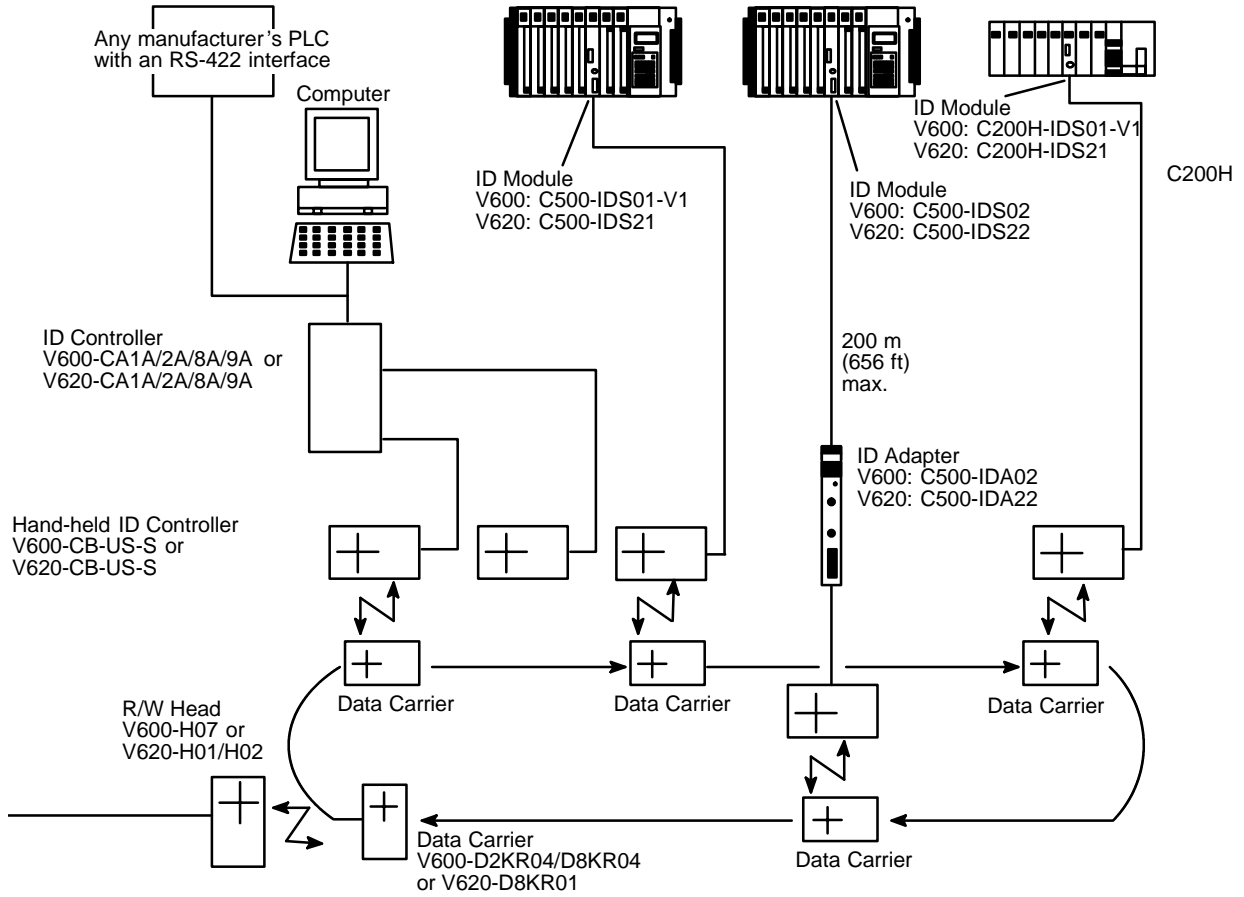 Any manufacturer's PLC
with an RS-422 interface
Computer
ID Module
V600: C500-IDS01-V1
V620: C500-IDS21
ID Module
V600: C500-IDS02
V620: C500-IDS22
ID Module
V600: C200H-IDS01-V1
V620: C200H-IDS21
C200H
ID Controller
V600-CA1A/2A/8A/9A or
V620-CA1A/2A/8A/9A
200 m
(656 ft)
max.
ID Adapter
V600: C500-IDA02
V620: C500-IDA22
Hand-held ID Controller
V600-CB-US-S or
V620-CB-US-S
Data Carrier
Data Carrier
Data Carrier
R/W Head
V600-H07 or
V620-H01/H02
Data Carrier
V600-D2KR04/D8KR04
or V620-D8KR01
Data Carrier